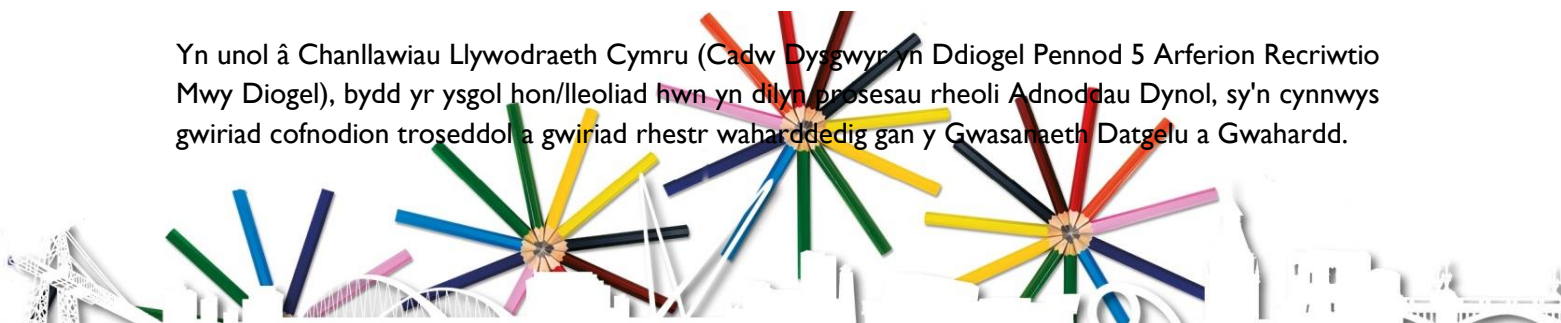 Yn unol â Chanllawiau Llywodraeth Cymru (Cadw Dysgwyr yn Ddiogel Pennod 5 Arferion Recriwtio
Mwy Diogel), bydd yr ysgol hon/lleoliad hwn yn dilyn prosesau rheoli Adnoddau Dynol, sy'n cynnwys
gwiriad cofnodion troseddol a gwiriad rhestr waharddedig gan y Gwasanaeth Datgelu a Gwahardd.